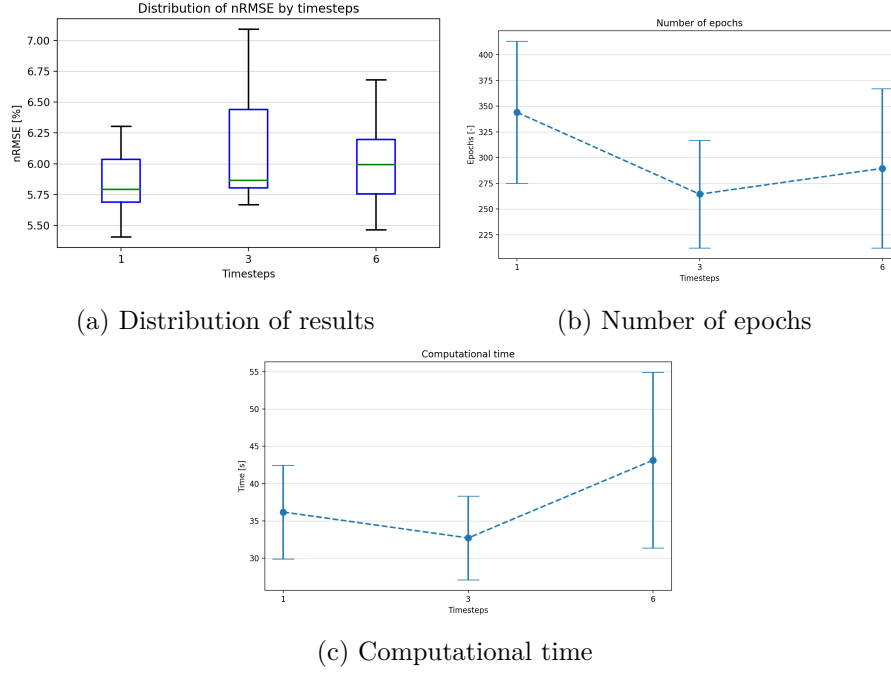 Distribution of nRMSE by timesteps
nRMSE [%]
7.00
6.75
6.50
6.25
6.00
5.75
5.50
1
3
6
Timesteps
(a) Distribution of results
Number of epochs
Epochs [-]
400
375
350
325
300
275
250
225
1
3
6
Timesteps
(b) Number of epochs
Computational time
Time [s]
55
50
45
40
35
30
1
3
6
Timesteps
(c) Computational time